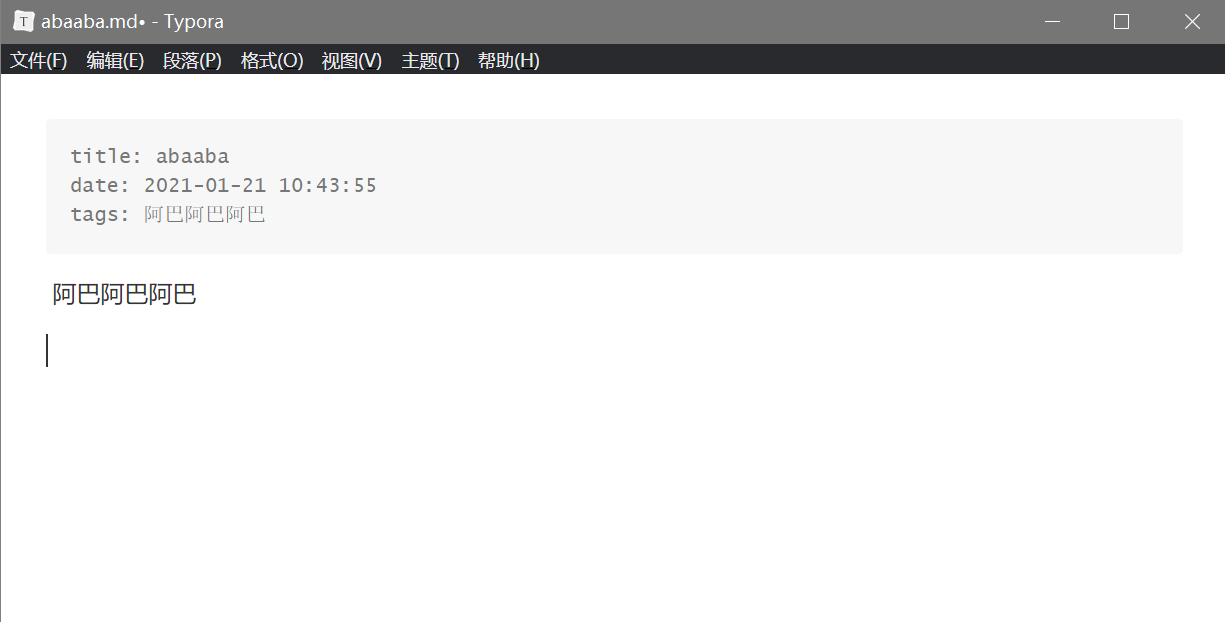 T abaaba.md• - Typora
文件(F) 编辑(E) 段落(P) 格式(O) 视图(V) 主题(T) 帮助(H)
title: abaaba
date: 2021-01-21 10:43:55
tags: 阿巴阿巴阿巴
阿巴阿巴阿巴